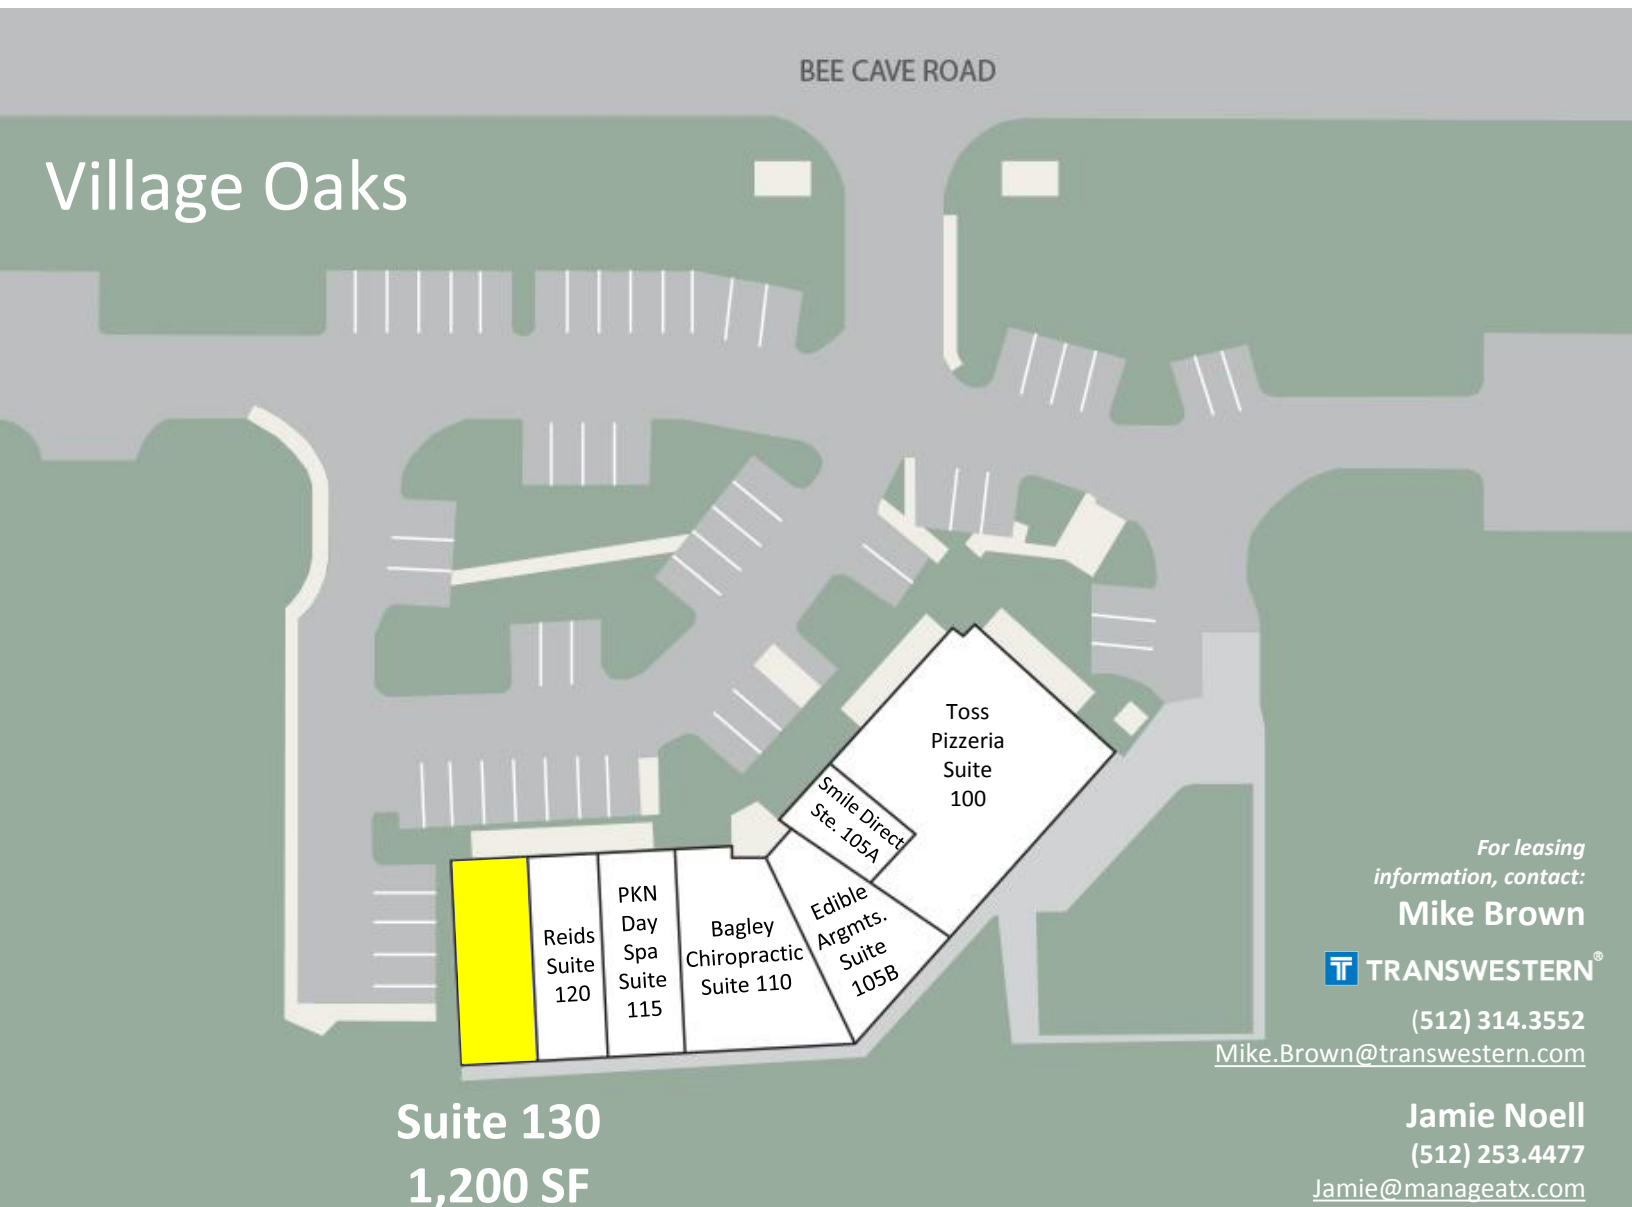 BEE CAVE ROAD
Village Oaks
Toss
Pizzeria
Suite
100
Smile Direct
Ste. 105A
Edible
Argmts.
Suite
105B
Bagley
Chiropractic
Suite 110
PKN
Day
Spa
Suite
115
Reids
Suite
120
Suite 130
1,200 SF
For leasing
information, contact:
Mike Brown
TRANSWESTERN®
(512) 314.3552
Mike.Brown@transwestern.com
Jamie Noell
(512) 253.4477
Jamie@manageatx.com